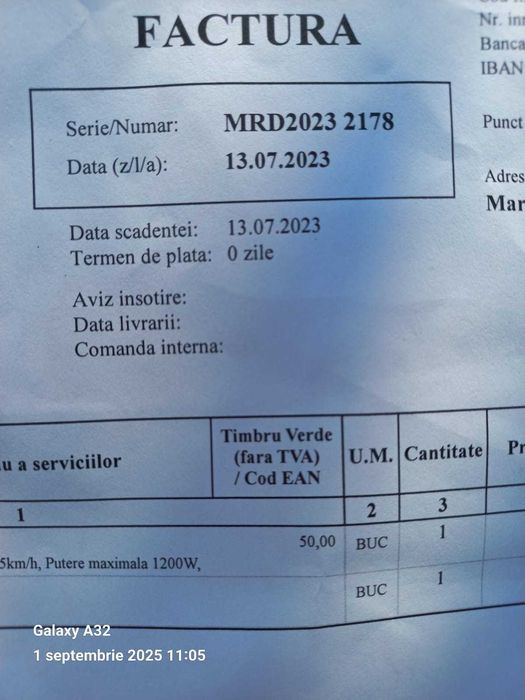 FACTURA
Nr. inr
Banca
IBAN
Serie/Numar: MRD2023 2178
Data (z/l/a): 13.07.2023
Punct
Adres
Mar
Data scadentei: 13.07.2023
Termen de plata: 0 zile
Aviz insotire:
Data livrarii:
Comanda interna:
u a serviciilor
Timbru Verde
(fara TVA)
/ Cod EAN
U.M.
Cantitate
Pr
1 2 3
50,00 BUC 1
5km/h, Putere maximala 1200W,
BUC 1
Galaxy A32
1 septembrie 2025 11:05